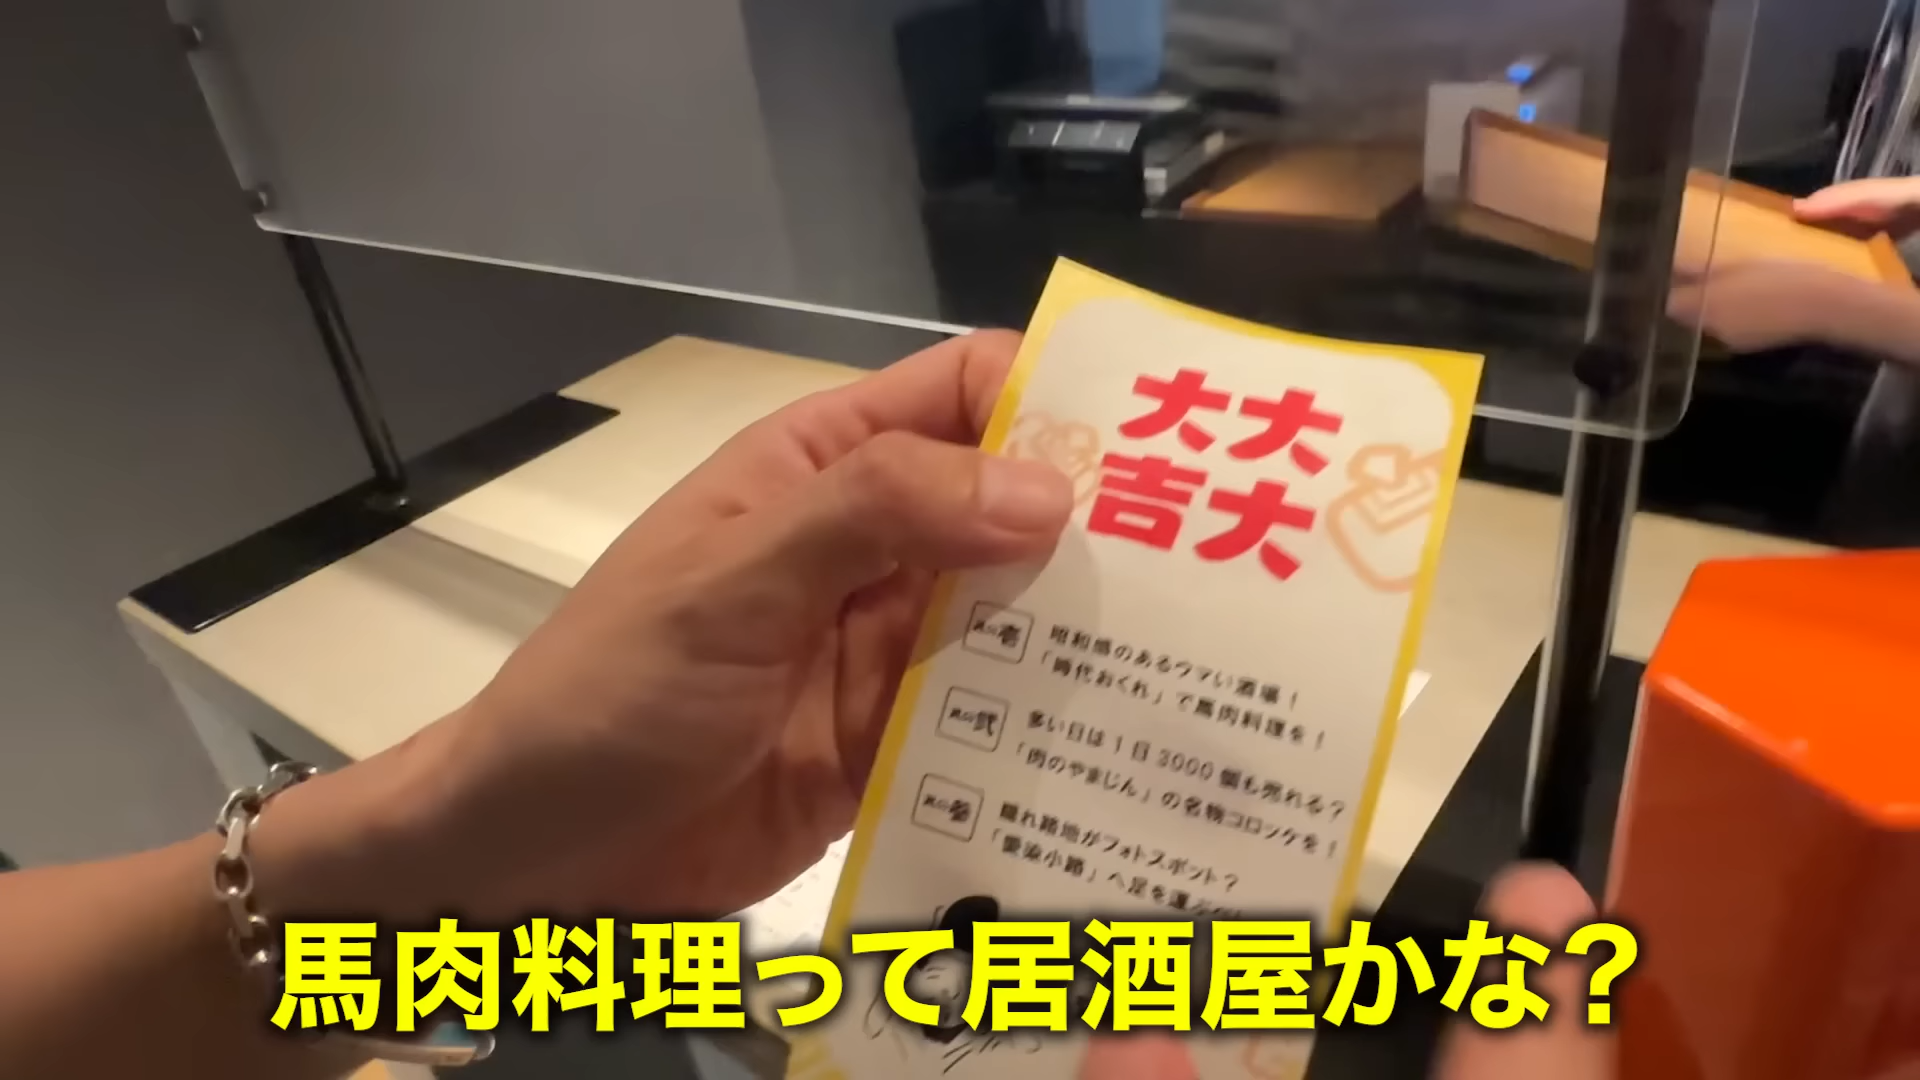 大大
吉大
其の壱
昭和感のあるウマい酒場！
「時代おくれ」で馬肉料理を！
其の弐
多い日は1日3000個も売れる？
「肉のやまじん」の名物コロッケを！
其の参
隠れ路地がフォトスポット？
「愛染小路」へ足を運ぶべし
馬肉料理って居酒屋かな？